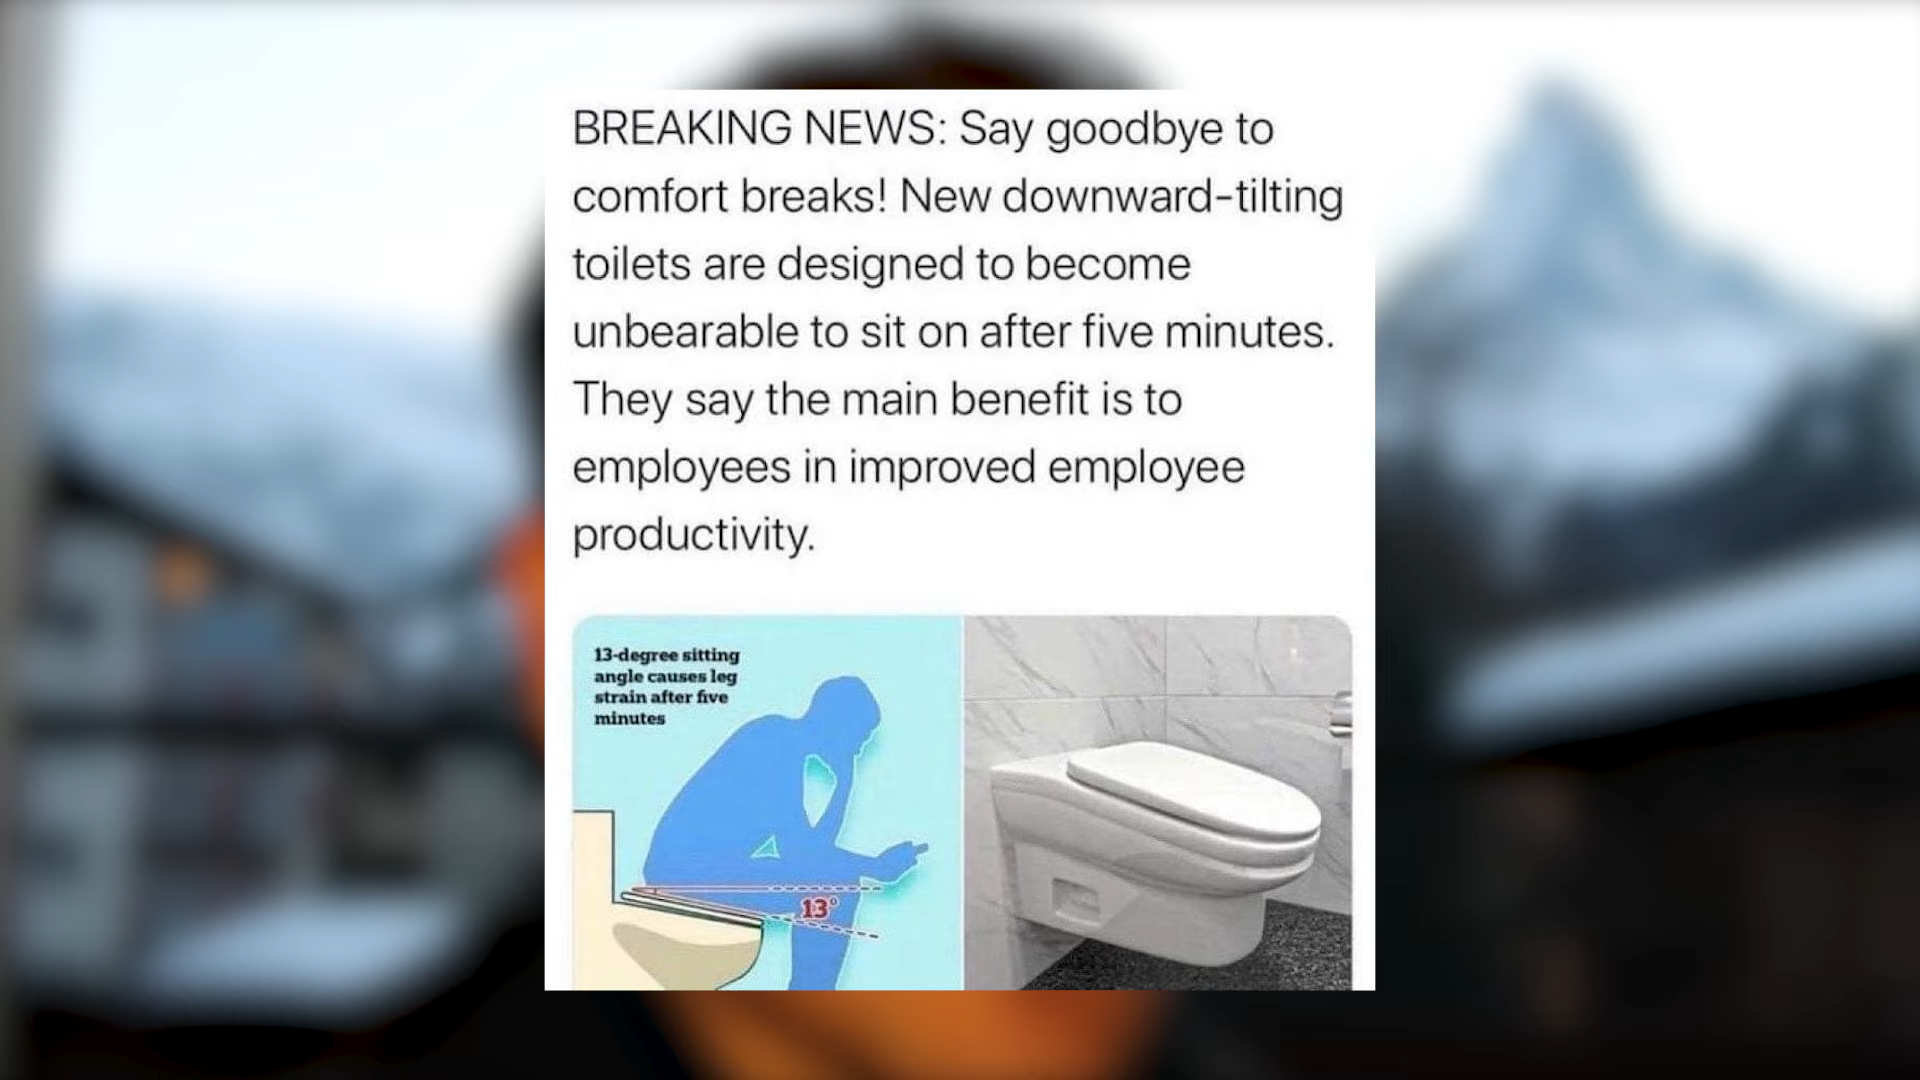 BREAKING NEWS: Say goodbye to
comfort breaks! New downward-tilting
toilets are designed to become
unbearable to sit on after five minutes.
They say the main benefit is to
employees in improved employee
productivity.
13-degree sitting
angle causes leg
strain after five
minutes
13°